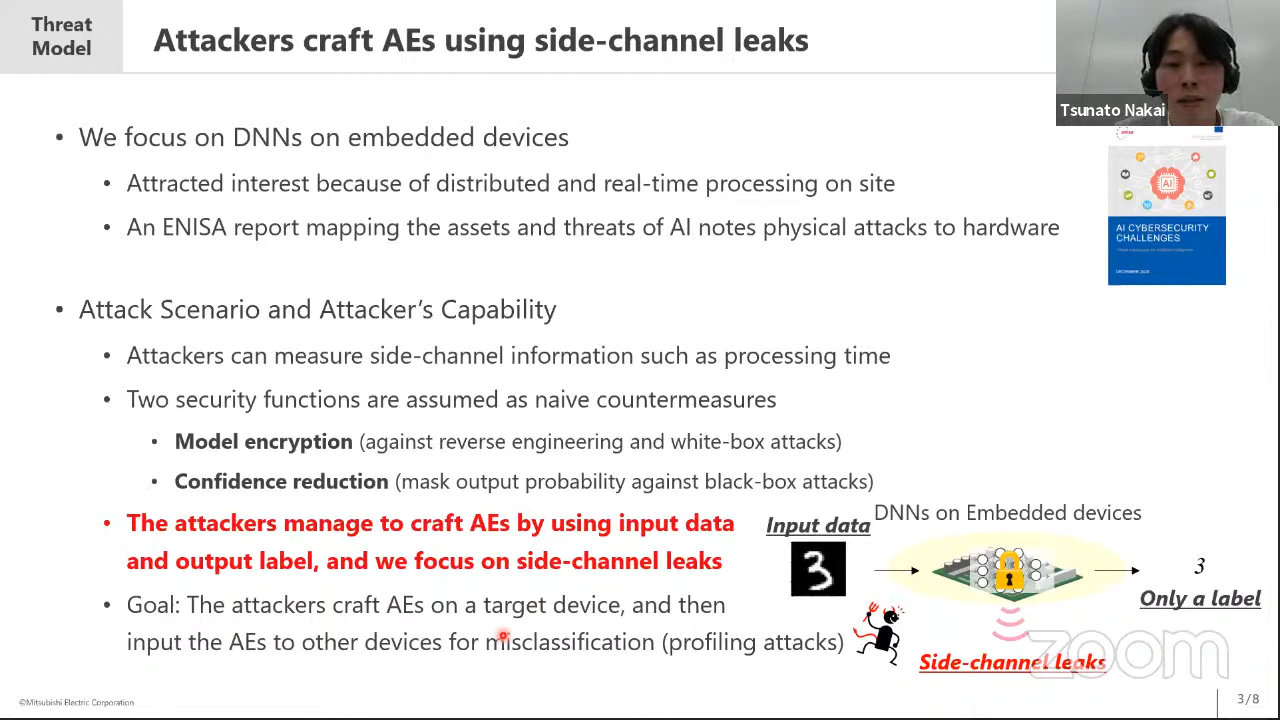 Threat
Model
Attackers craft AEs using side-channel leaks
Tsunato Nakai
• We focus on DNNs on embedded devices
• Attracted interest because of distributed and real-time processing on site
• An ENISA report mapping the assets and threats of AI notes physical attacks to hardware
enisa
AI
AI CYBERSECURITY
CHALLENGES
DECEMBER 2020
• Attack Scenario and Attacker's Capability
• Attackers can measure side-channel information such as processing time
• Two security functions are assumed as naive countermeasures
• Model encryption (against reverse engineering and white-box attacks)
• Confidence reduction (mask output probability against black-box attacks)
• The attackers manage to craft AEs by using input data
and output label, and we focus on side-channel leaks
• Goal: The attackers craft AEs on a target device, and then
input the AEs to other devices for misclassification (profiling attacks)
Input data
DNNs on Embedded devices
3
3
Only a label
Side-channel leaks
zoom
©Mitsubishi Electric Corporation
3/8